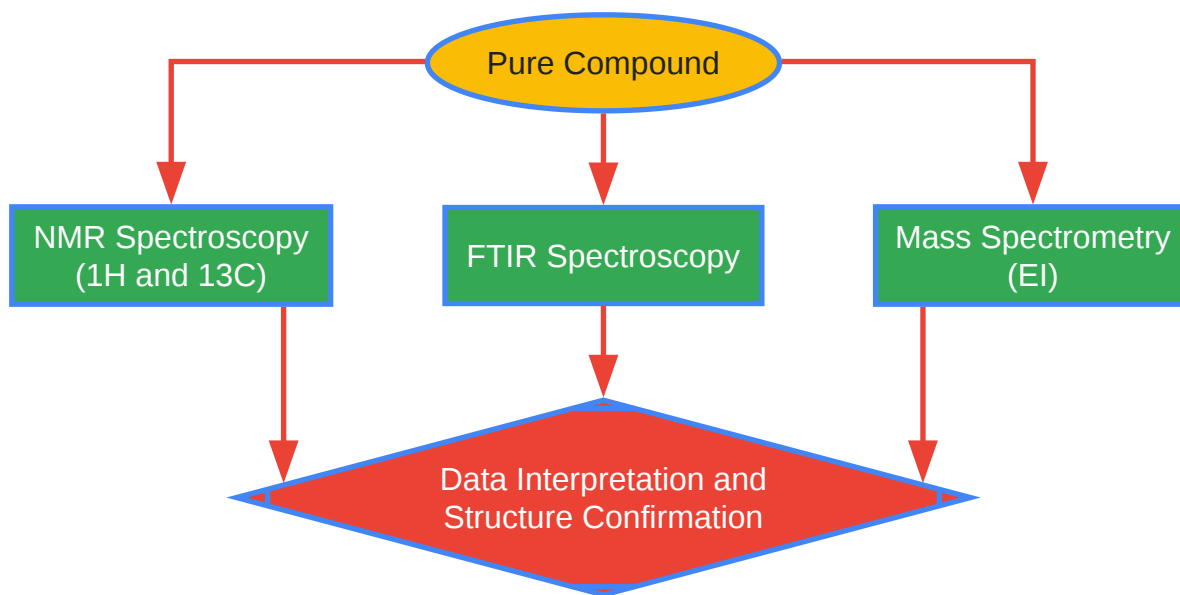 Pure Compound
NMR Spectroscopy
(1H and 13C)
FTIR Spectroscopy
Mass Spectrometry
(EI)
Data Interpretation and
Structure Confirmation